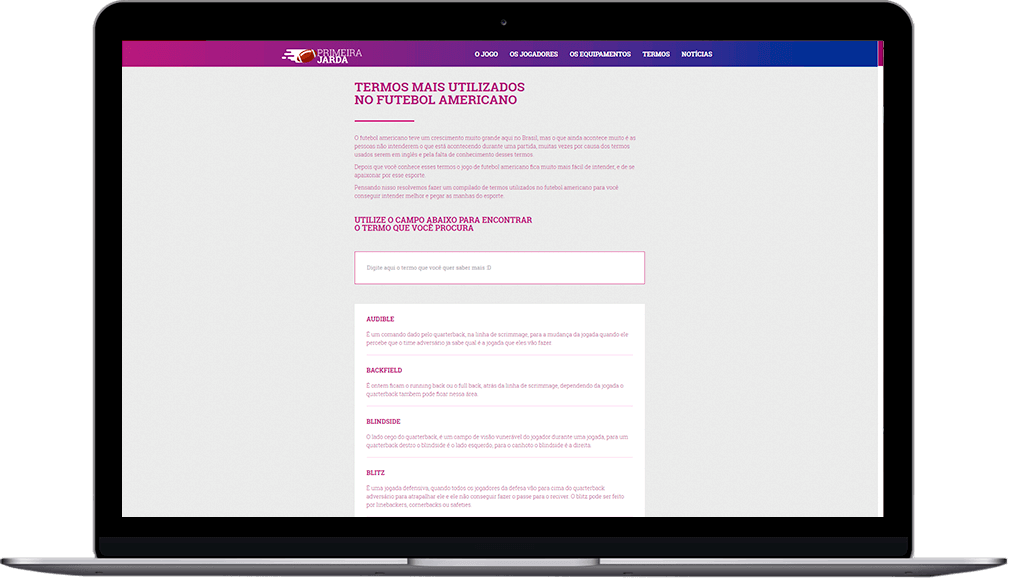 PRIMEIRA
JARDA
O JOGO OS JOGADORES OS EQUIPAMENTOS TERMOS NOTÍCIAS
TERMOS MAIS UTILIZADOS
NO FUTEBOL AMERICANO
O futebol americano teve um crescimento muito grande aqui no Brasil, mas o que ainda acontece muito é as
pessoas não intenderem o que está acontecendo durante uma partida, muitas vezes por causa dos termos
usados serem em inglês e pela falta de conhecimento desses termos.
Depois que você conhece esses termos o jogo de futebol americano fica muito mais fácil de intender, e de se
apaixonar por esse esporte.
Pensando nisso resolvemos fazer um compilado de termos utilizados no futebol americano para você
conseguir intender melhor e pegar as manhas do esporte.
UTILIZE O CAMPO ABAIXO PARA ENCONTRAR
O TERMO QUE VOCÊ PROCURA
Digite aqui o termo que você quer saber mais :D
AUDIBLE
É um comando dado pelo quarterback, na linha de scrimmage, para a mudança da jogada quando ele
percebe que o time adversário ja sabe qual é a jogada que eles vão fazer.
BACKFIELD
É ontem ficam o running back ou o full back, atras da linha de scrimmage, dependendo da jogada o
quarterback tambem pode ficar nessa área.
BLINDSIDE
O lado cego do quarterback, é um campo de visão vunerável do jogador durante uma jogada, para um
quarterback destro o blindside é o lado esquerdo, para o canhoto o blindside é a direita.
BLITZ
É uma jogada defensiva, quando todos os jogadores da defesa vão para cima do quarterback
adversário para atrapalhar ele e ele não conseguir fazer o passe para o reciver. O blitz pode ser feito
por linebackers, cornerbacks ou safeties.